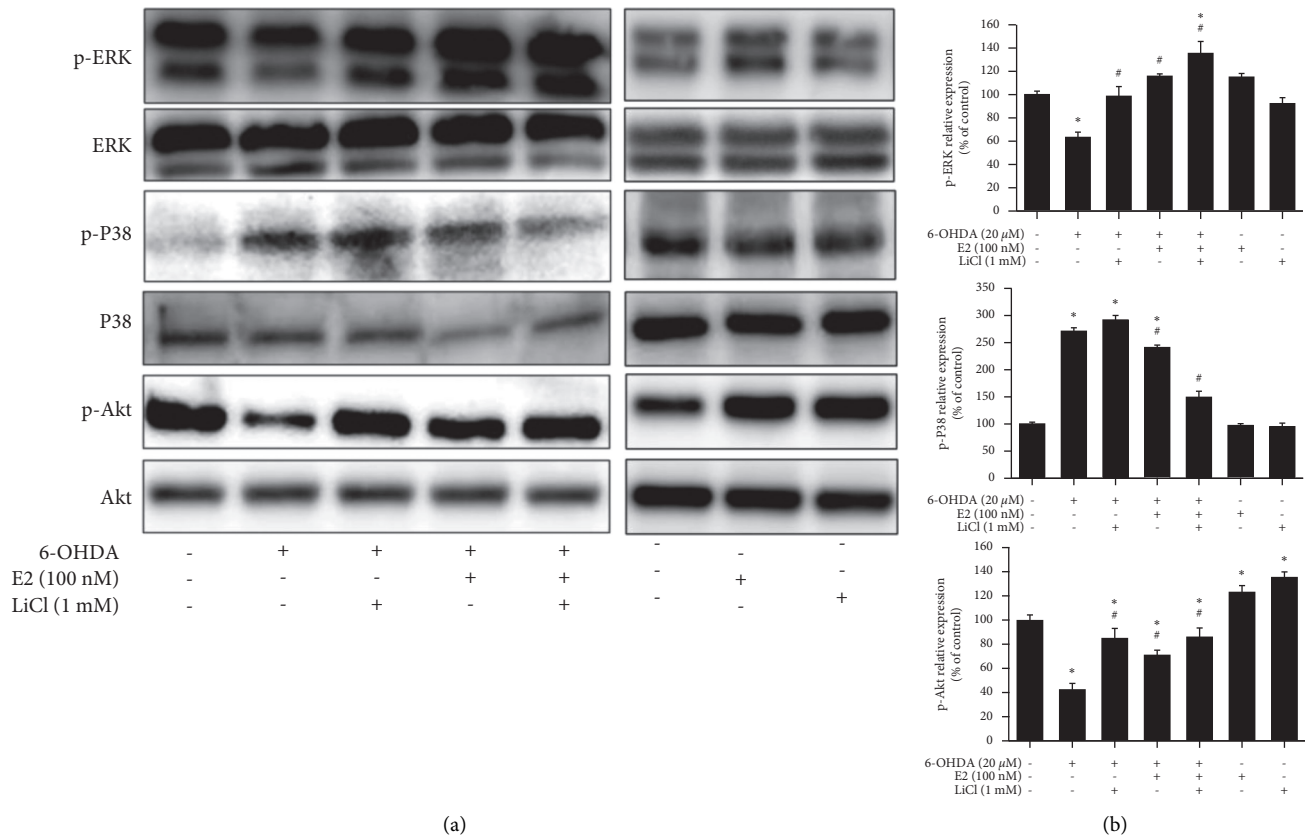 p-ERK
ERK
p-P38
P38
p-Akt
Akt
6-OHDA - + + + + - - -
E2 (100 nM) - - - + + - + -
LiCl (1 mM) - - + - + - - +
(a)
160
140
120
100
80
60
40
20
0
p-ERK relative expression
(% of control)
* # # * # 
6-OHDA (20 μM) - + + + + - -
E2 (100 nM) - - - + + + -
LiCl (1 mM) - - + - + - +
350
300
250
200
150
100
50
0
p-P38 relative expression
(% of control)
* * * # #
6-OHDA (20 μM) - + + + + - -
E2 (100 nM) - - - + + + -
LiCl (1 mM) - - + - + - +
160
140
120
100
80
60
40
20
0
p-Akt relative expression
(% of control)
* * # * # * # * *
6-OHDA (20 μM) - + + + + - -
E2 (100 nM) - - - + + + -
LiCl (1 mM) - - + - + - +
(b)